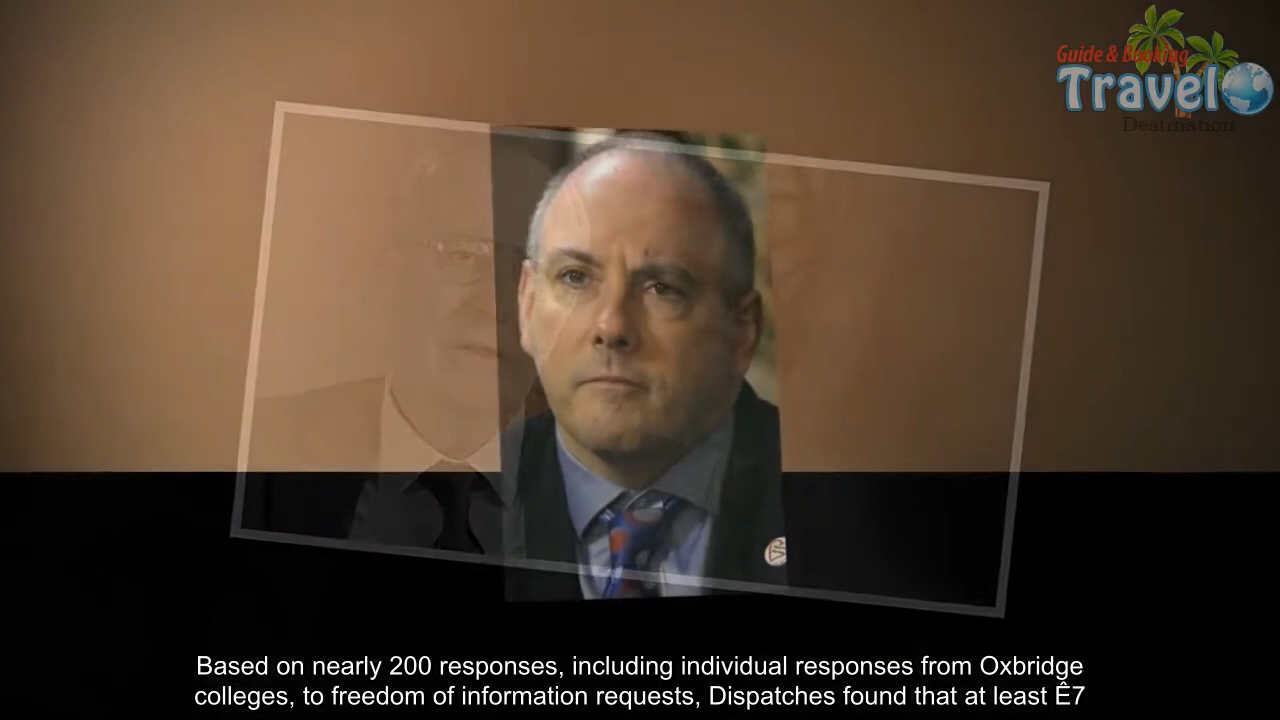 Guide & Booking
Travel
Destination
Based on nearly 200 responses, including individual responses from Oxbridge
colleges, to freedom of information requests, Dispatches found that at least Ê7